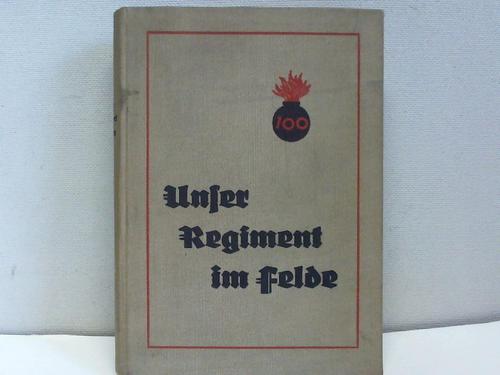 100
Unſer
Regiment
im Felde